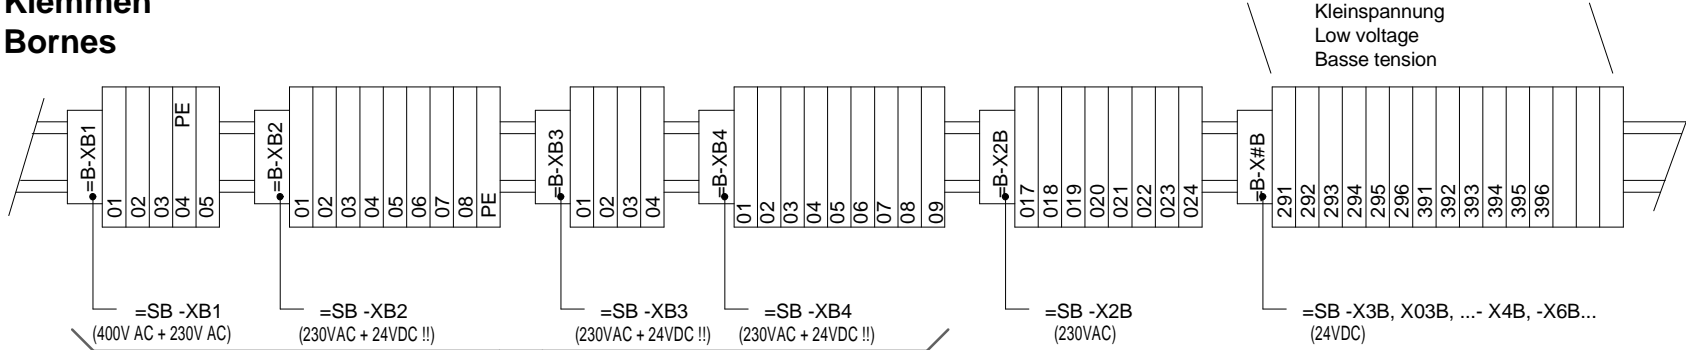 Klemmen
Bornes
Kleinspannung
Low voltage
Basse tension
=B-XB1
01
02
03
PE
04
05
=B-XB2
01
02
03
04
05
06
07
08
PE
=B-XB3
01
02
03
04
=B-XB4
01
02
03
04
05
06
07
08
09
=B-X2B
017
018
019
020
021
022
023
024
=B-X#B
291
292
293
294
295
296
391
392
393
394
395
396
=SB -XB1
(400V AC + 230V AC)
=SB -XB2
(230VAC + 24VDC !!)
=SB -XB3
(230VAC + 24VDC !!)
=SB -XB4
(230VAC + 24VDC !!)
=SB -X2B
(230VAC)
=SB -X3B, X03B, ...- X4B, -X6B...
(24VDC)